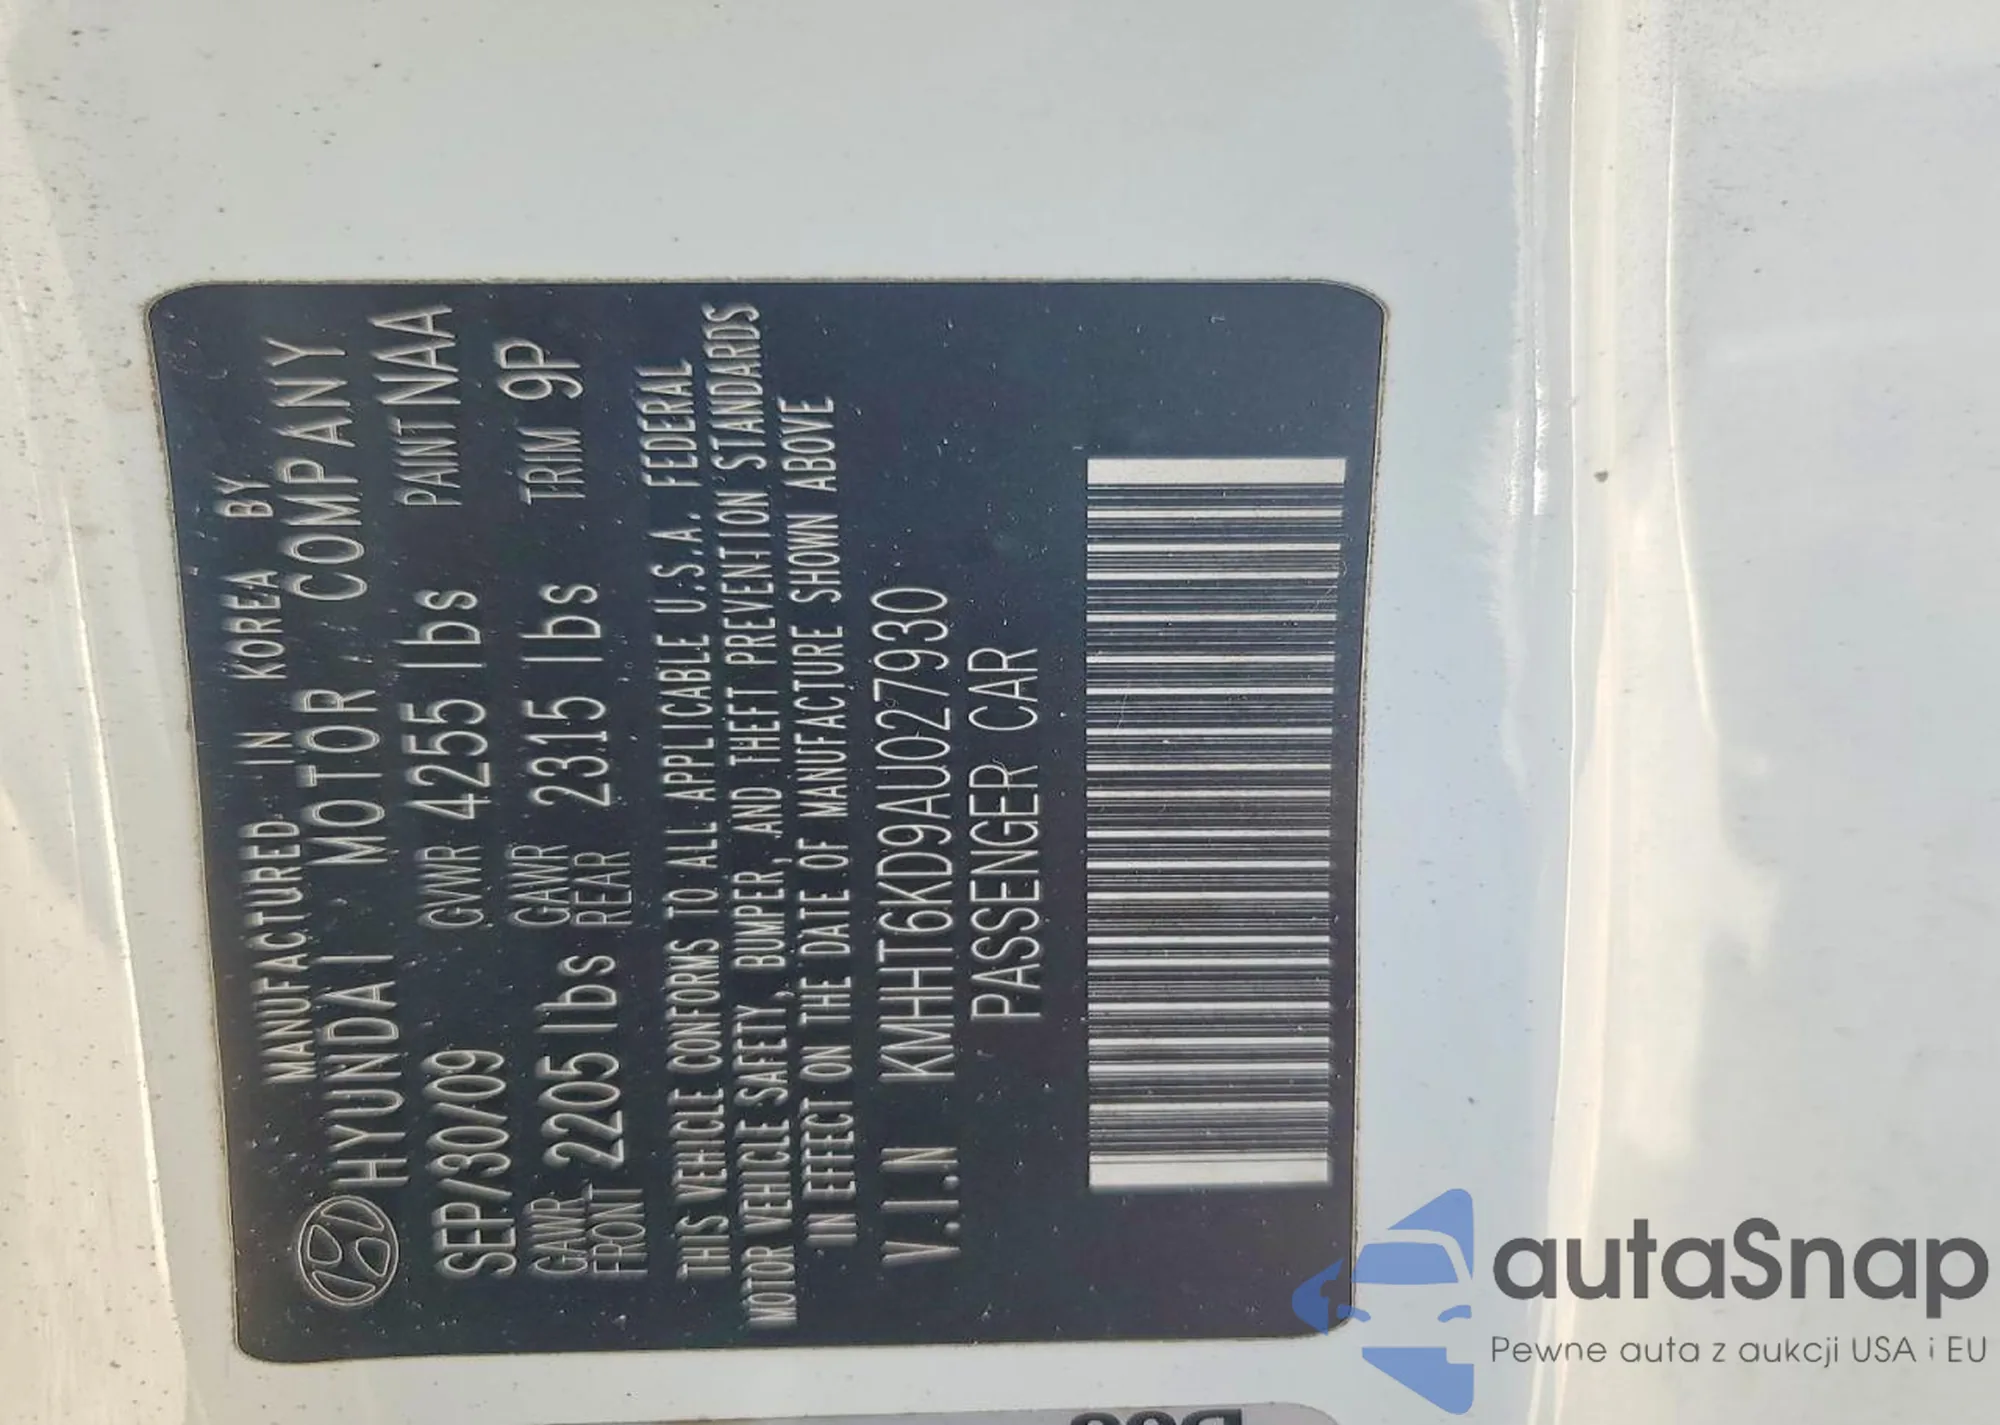 MANUFACTURED IN KOREA BY
HYUNDAI MOTOR COMPANY
SEP/30/09 GVWR 4255 lbs PAINT NAA
GAWR FRONT 2205 lbs GAWR REAR 2315 lbs TRIM 9P
THIS VEHICLE CONFORMS TO ALL APPLICABLE U.S.A. FEDERAL
MOTOR VEHICLE SAFETY, BUMPER, AND THEFT PREVENTION STANDARDS
IN EFFECT ON THE DATE OF MANUFACTURE SHOWN ABOVE
V.I.N KMHHT6KD9AU027930
PASSENGER CAR
autaSnap
Pewne auta z aukcji USA i EU